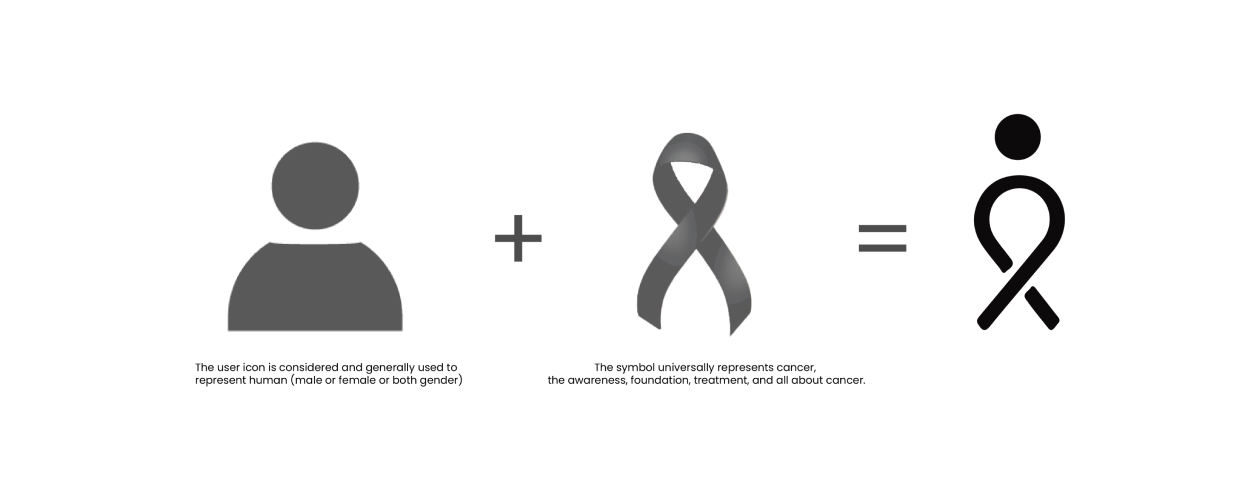 The user icon is considered and generally used to
represent human (male or female or both gender)
The symbol universally represents cancer,
the awareness, foundation, treatment, and all about cancer.